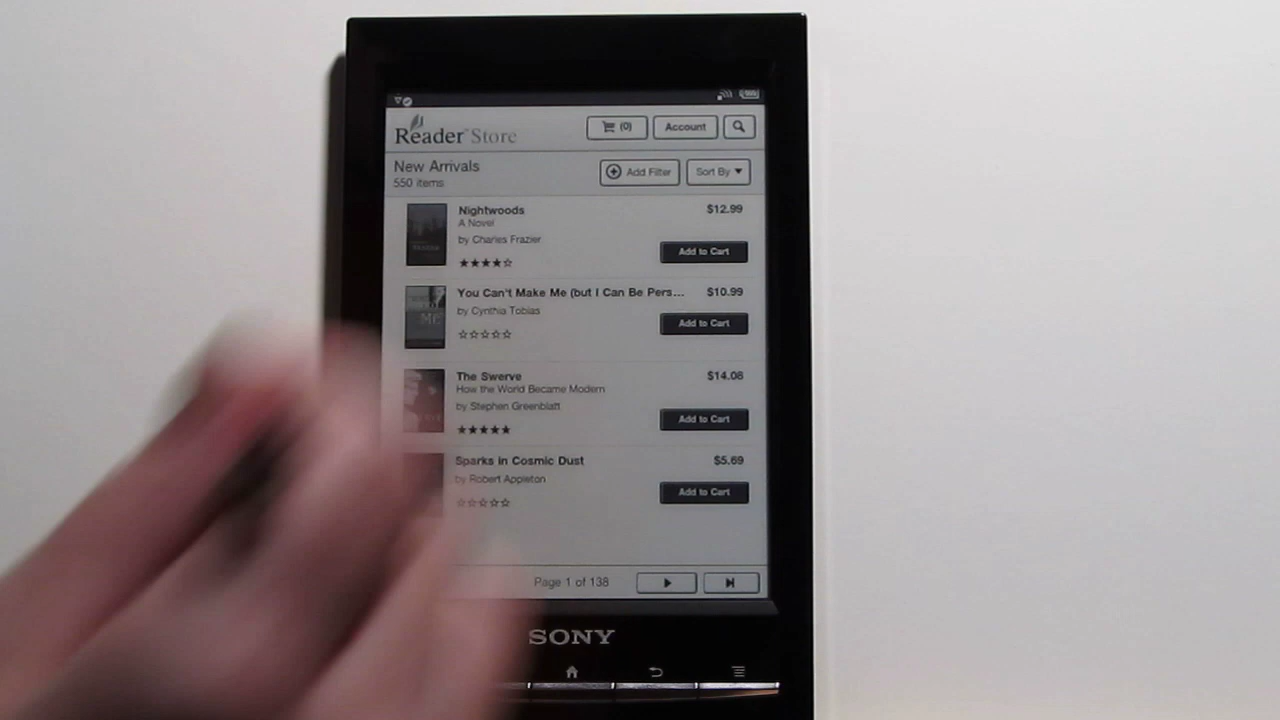 Reader Store
(0)
Account
New Arrivals
550 items
Add Filter
Sort By
Nightwoods
$12.99
A Novel
by Charles Frazier
Add to Cart
★★★★☆
You Can't Make Me (but I Can Be Pers...
$10.99
by Cynthia Tobias
Add to Cart
☆☆☆☆☆
The Swerve
$14.08
How the World Became Modern
by Stephen Greenblatt
Add to Cart
★★★★★
Sparks in Cosmic Dust
$5.69
by Robert Appleton
Add to Cart
☆☆☆☆☆
Page 1 of 138
SONY